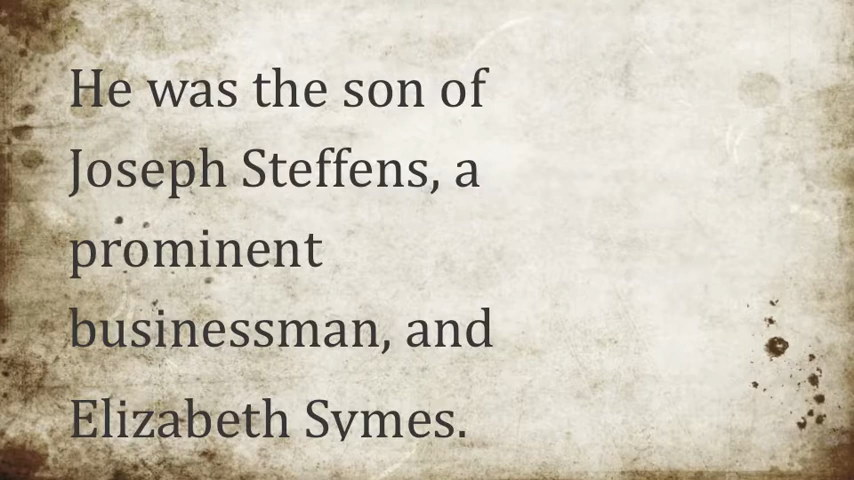 He was the son of
Joseph Steffens, a
prominent
businessman, and
Elizabeth Symes.